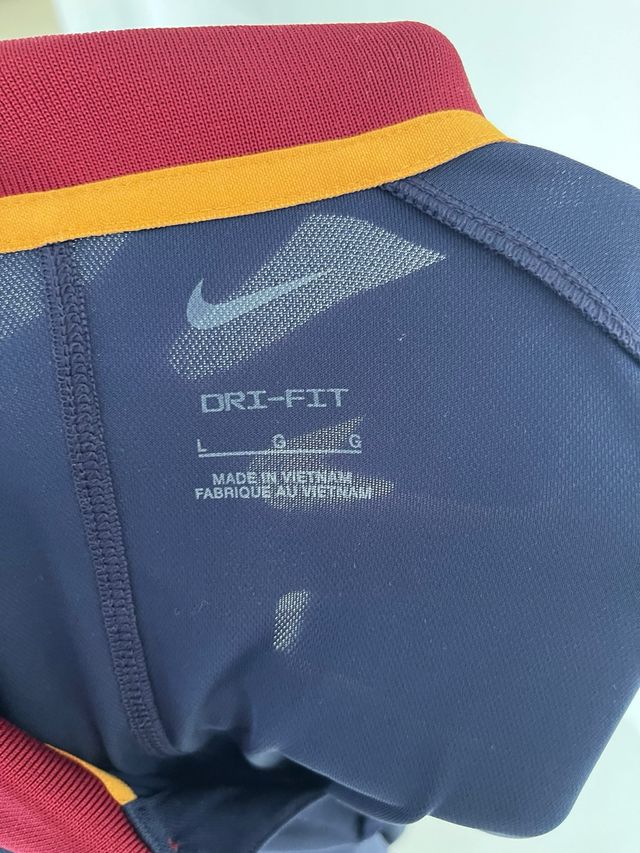 DRI-FIT
L G G
MADE IN VIETNAM
FABRIQUE AU VIETNAM